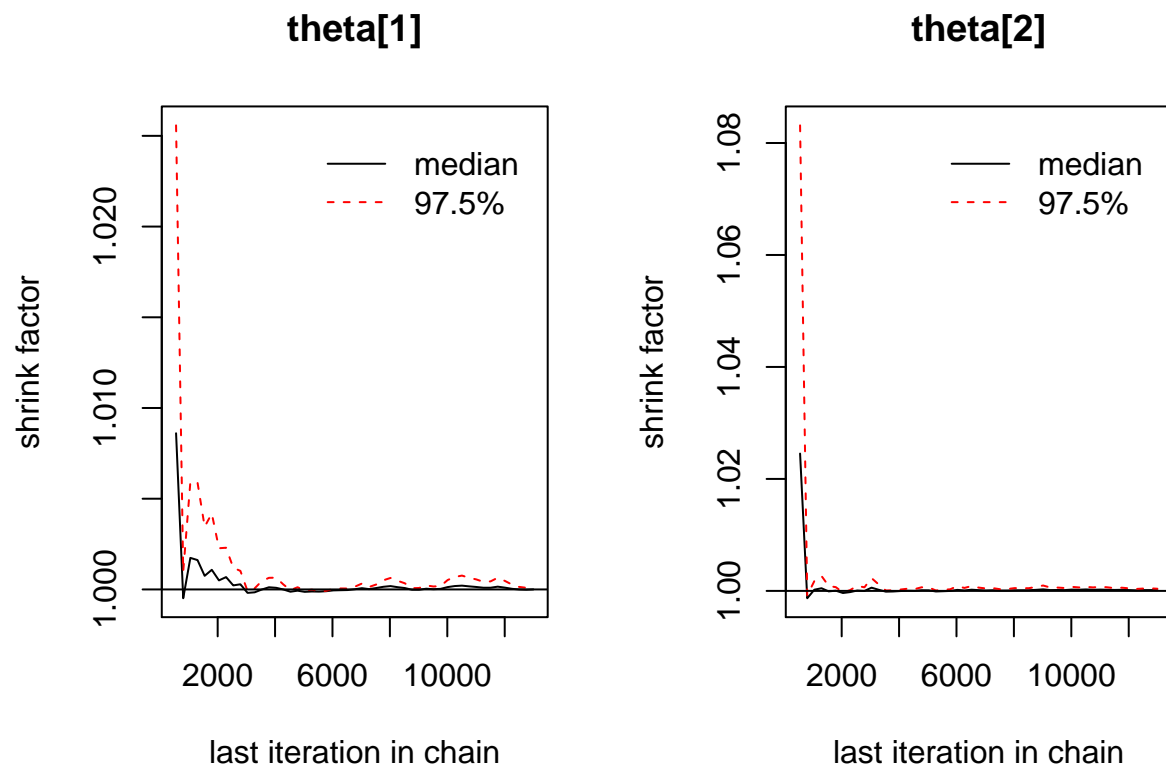 theta[1]
shrink factor
1.000
1.010
1.020
median
97.5%
2000
6000
10000
last iteration in chain
theta[2]
shrink factor
1.00
1.02
1.04
1.06
1.08
median
97.5%
2000
6000
10000
last iteration in chain